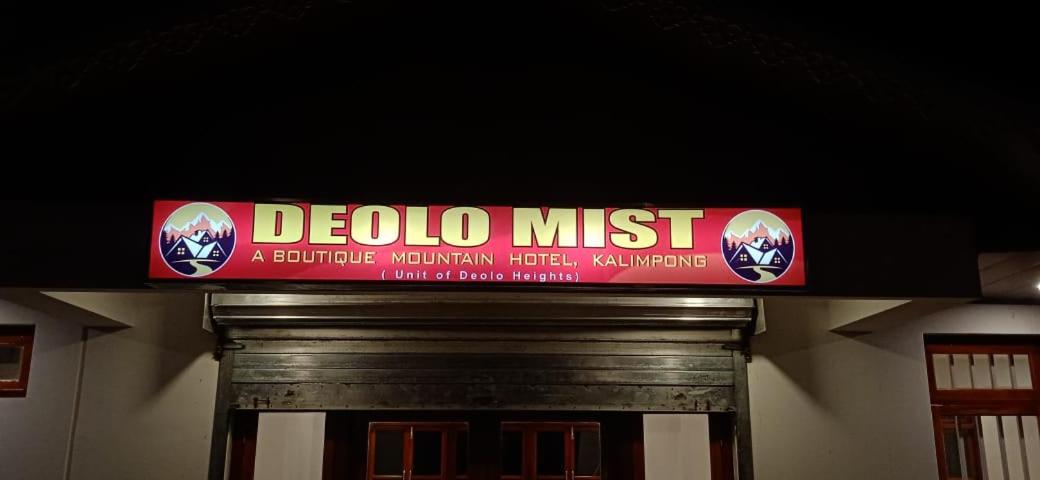 DEOLO MIST
A BOUTIQUE MOUNTAIN HOTEL, KALIMPONG
( Unit of Deolo Heights)